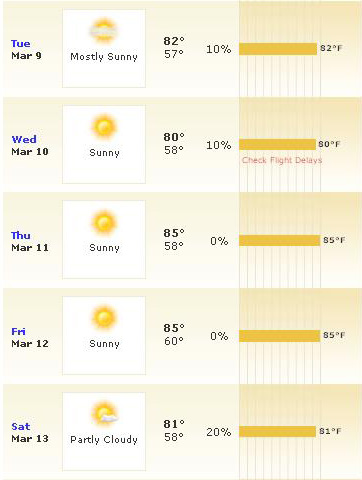 Tue
Mar 9
Mostly Sunny
82°
57°
10%
82°F
Wed
Mar 10
Sunny
80°
58°
10%
80°F
Check Flight Delays
Thu
Mar 11
Sunny
85°
58°
0%
85°F
Fri
Mar 12
Sunny
85°
60°
0%
85°F
Sat
Mar 13
Partly Cloudy
81°
58°
20%
81°F